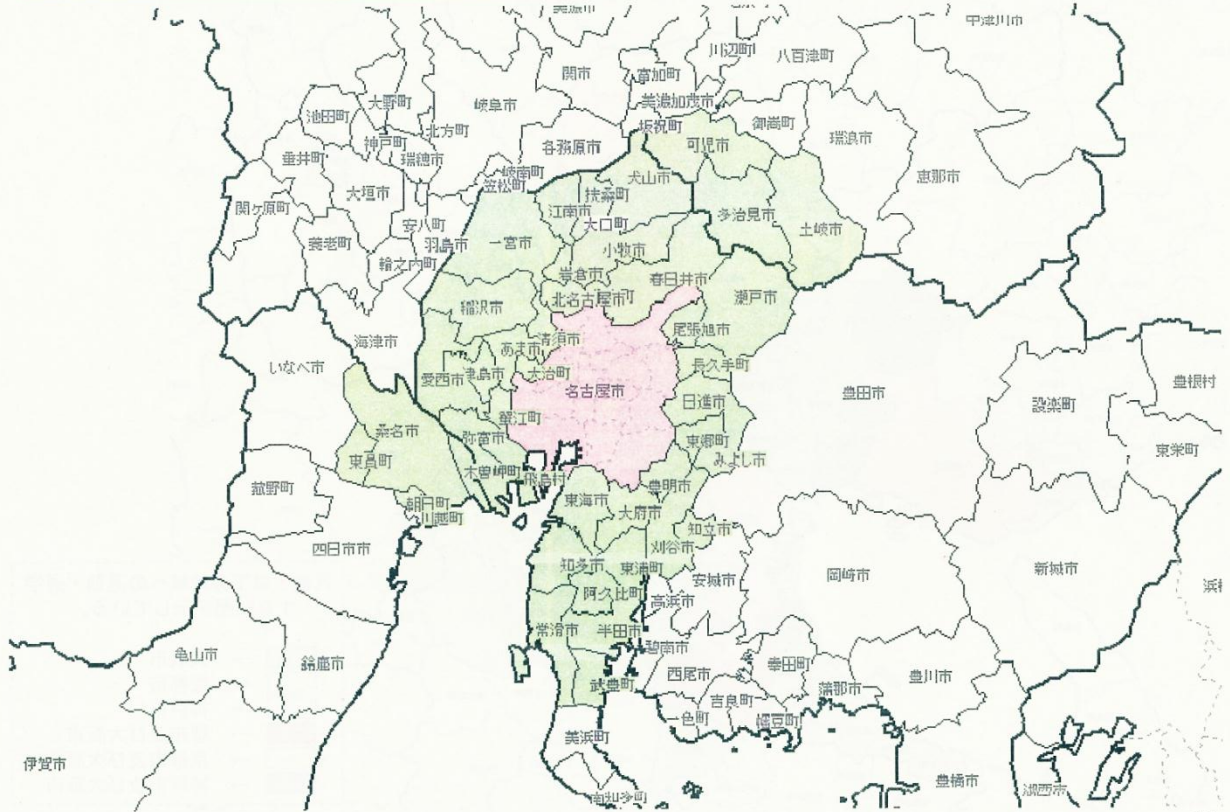 美濃市
中津川市
川辺町
八百津町
関市
富加町
大野町
岐阜市
美濃加茂市
池田町
北方町
坂祝町
御嵩町
瑞浪市
神戸町
各務原市
可児市
垂井町
瑞穂市
岐南町
犬山市
恵那市
笠松町
大垣市
扶桑町
関ヶ原町
江南市
多治見市
安八町
大口町
土岐市
養老町
羽島市
一宮市
小牧市
輪之内町
岩倉市
春日井市
北名古屋市
町
瀬戸市
稲沢市
尾張旭市
海津市
清須市
あま市
いなべ市
長久手町
大治町
津島市
愛西市
豊根村
名古屋市
豊田市
日進市
設楽町
蟹江町
桑名市
弥富市
東郷町
東栄町
東員町
みよし市
木曽岬町
飛島村
豊明市
菰野町
東海市
朝日町
大府市
川越町
知立市
四日市市
刈谷市
知多市
東浦町
安城市
岡崎市
新城市
阿久比町
高浜市
常滑市
半田市
碧南市
亀山市
鈴鹿市
西尾市
幸田町
豊川市
武豊町
蒲郡市
吉良町
一色町
幡豆町
美浜町
伊賀市
豊橋市
湖西市
南知多町